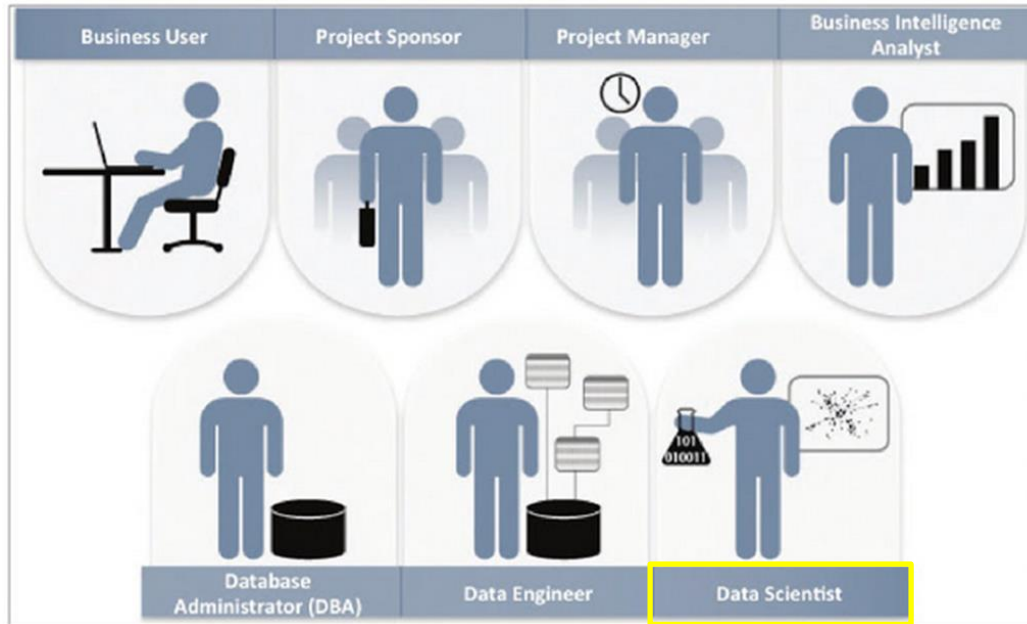 Business User
Project Sponsor
Project Manager
Business Intelligence
Analyst
101
010011
Database
Administrator (DBA)
Data Engineer
Data Scientist